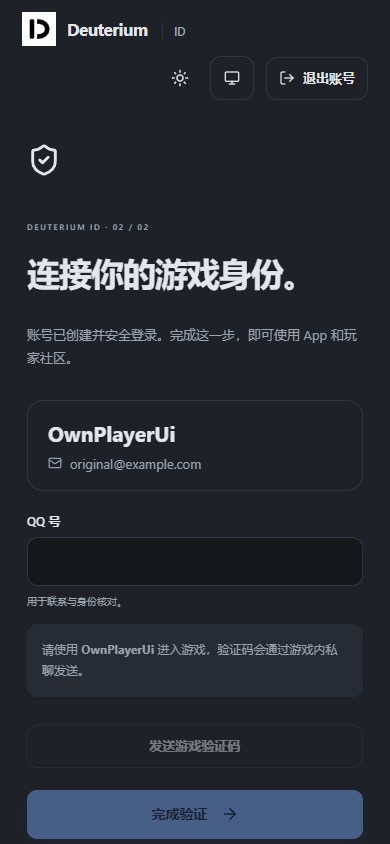 Deuterium ID
退出账号
DEUTERIUM ID · 02 / 02
连接你的游戏身份。
账号已创建并安全登录。完成这一步，即可使用 App 和玩
家社区。
OwnPlayerUi
original@example.com
QQ 号
用于联系与身份核对。
请使用 OwnPlayerUi 进入游戏，验证码会通过游戏内私
聊发送。
发送游戏验证码
完成验证